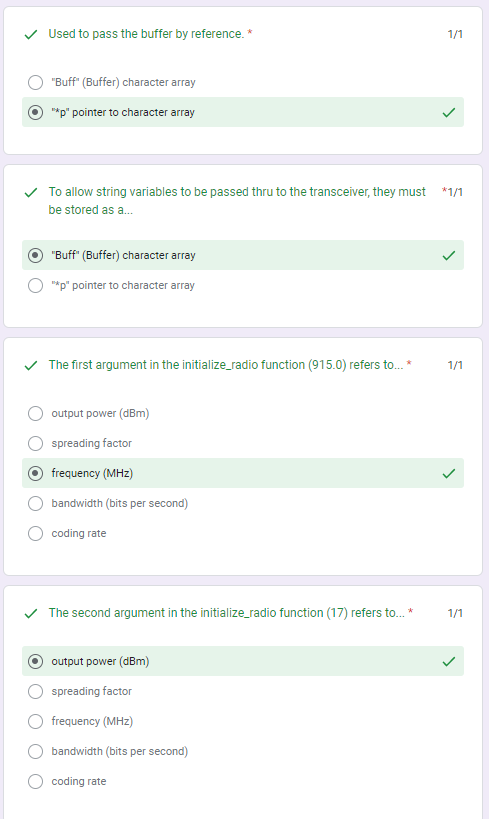 Used to pass the buffer by reference. * 1/1
"Buff" (Buffer) character array
"*p" pointer to character array
To allow string variables to be passed thru to the transceiver, they must *1/1
be stored as a...
"Buff" (Buffer) character array
"*p" pointer to character array
The first argument in the initialize_radio function (915.0) refers to... * 1/1
output power (dBm)
spreading factor
frequency (MHz)
bandwidth (bits per second)
coding rate
The second argument in the initialize_radio function (17) refers to... * 1/1
output power (dBm)
spreading factor
frequency (MHz)
bandwidth (bits per second)
coding rate